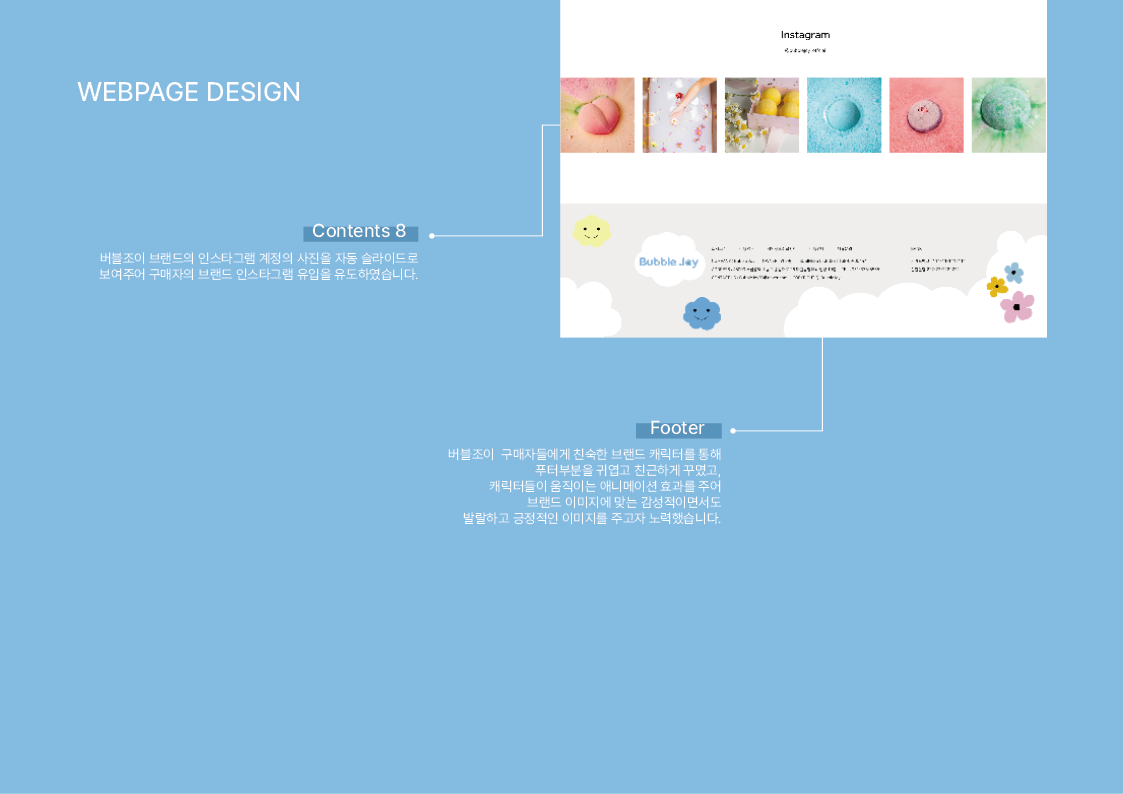 WEBPAGE DESIGN
Instagram
Contents 8
버블조이 브랜드의 인스타그램 계정의 사진을 자동 슬라이드로
보여주어 구매자의 브랜드 인스타그램 유입을 유도하였습니다.
Bubble Joy
Footer
버블조이 구매자들에게 친숙한 브랜드 캐릭터를 통해
푸터부분을 귀엽고 친근하게 꾸몄고,
캐릭터들이 움직이는 애니메이션 효과를 주어
브랜드 이미지에 맞는 감성적이면서도
발랄하고 긍정적인 이미지를 주고자 노력했습니다.